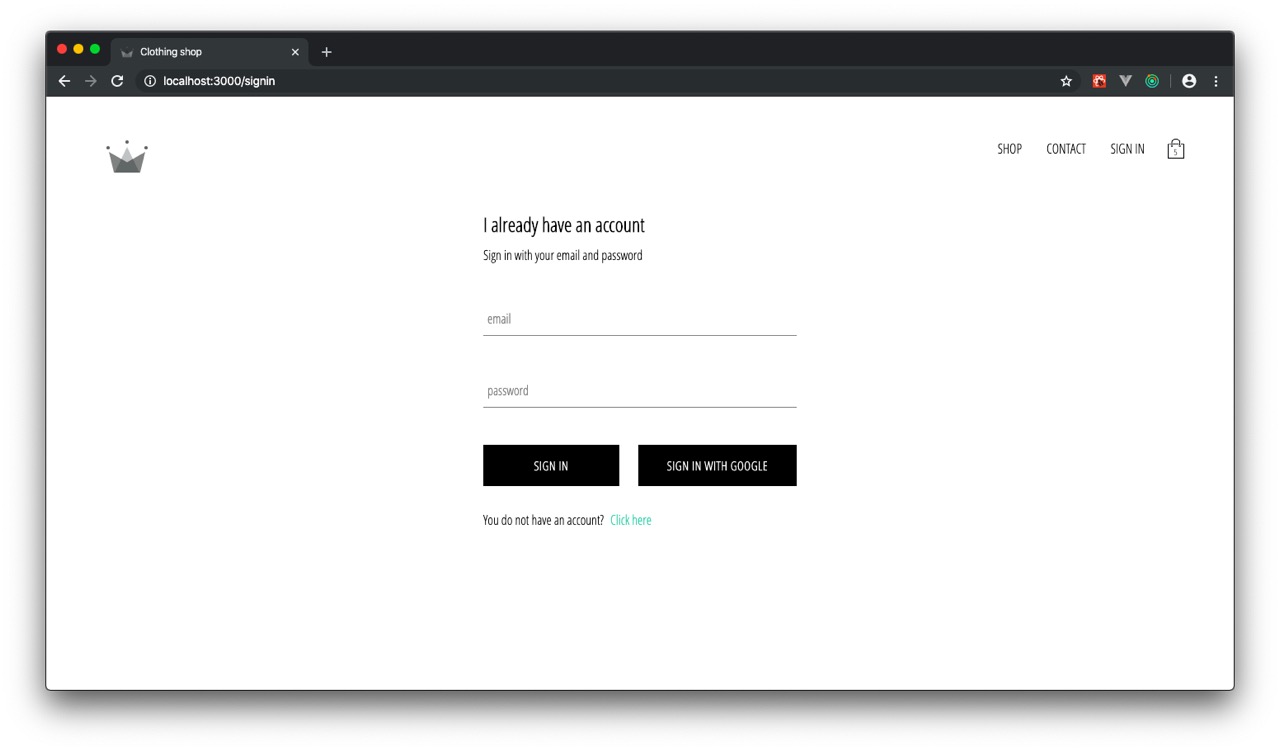 Clothing shop
localhost:3000/signin
SHOP CONTACT SIGN IN 5
I already have an account
Sign in with your email and password
email
password
SIGN IN SIGN IN WITH GOOGLE
You do not have an account? Click here